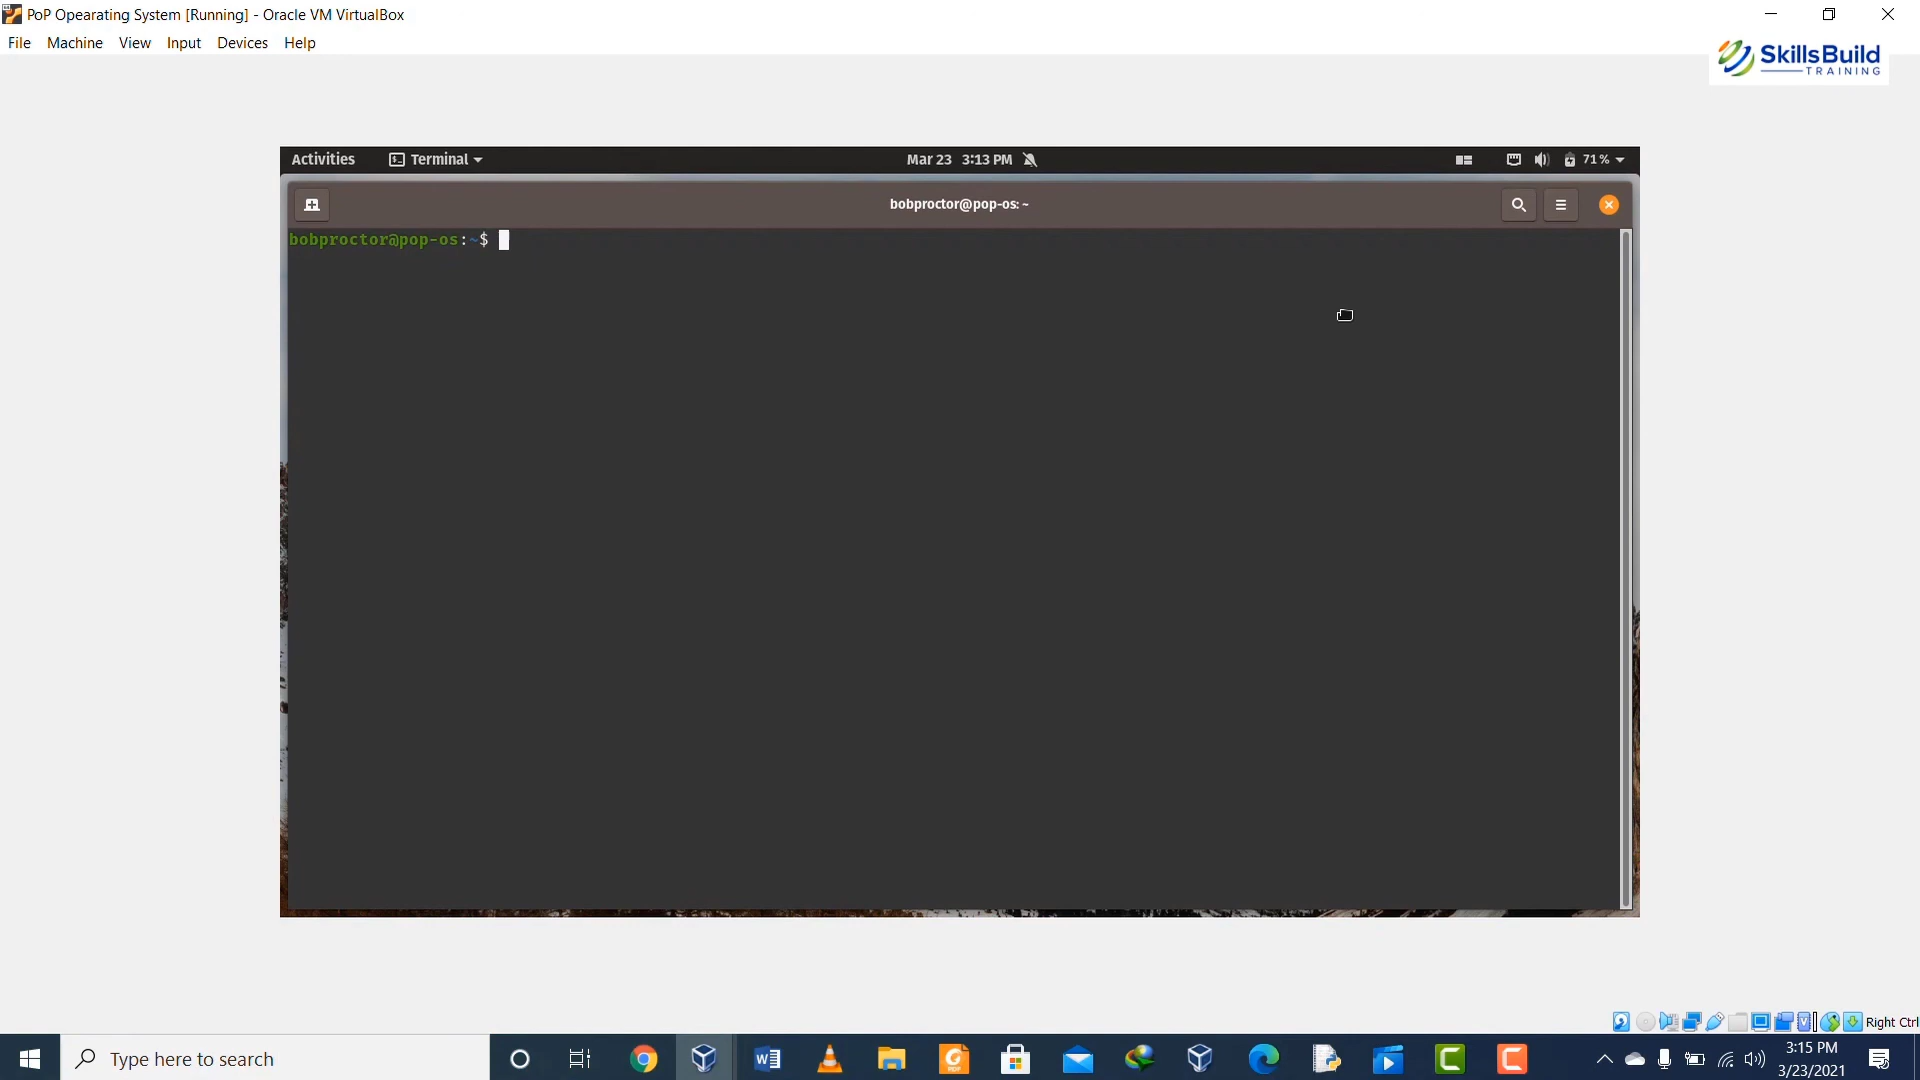 PoP Opearating System [Running] - Oracle VM VirtualBox
File Machine View Input Devices Help
SkillsBuild
TRAINING
Activities Terminal Mar 23 3:13 PM 71%
bobproctor@pop-os: ~
bobproctor@pop-os:~$
Right Ctrl
Type here to search
3:15 PM
3/23/2021